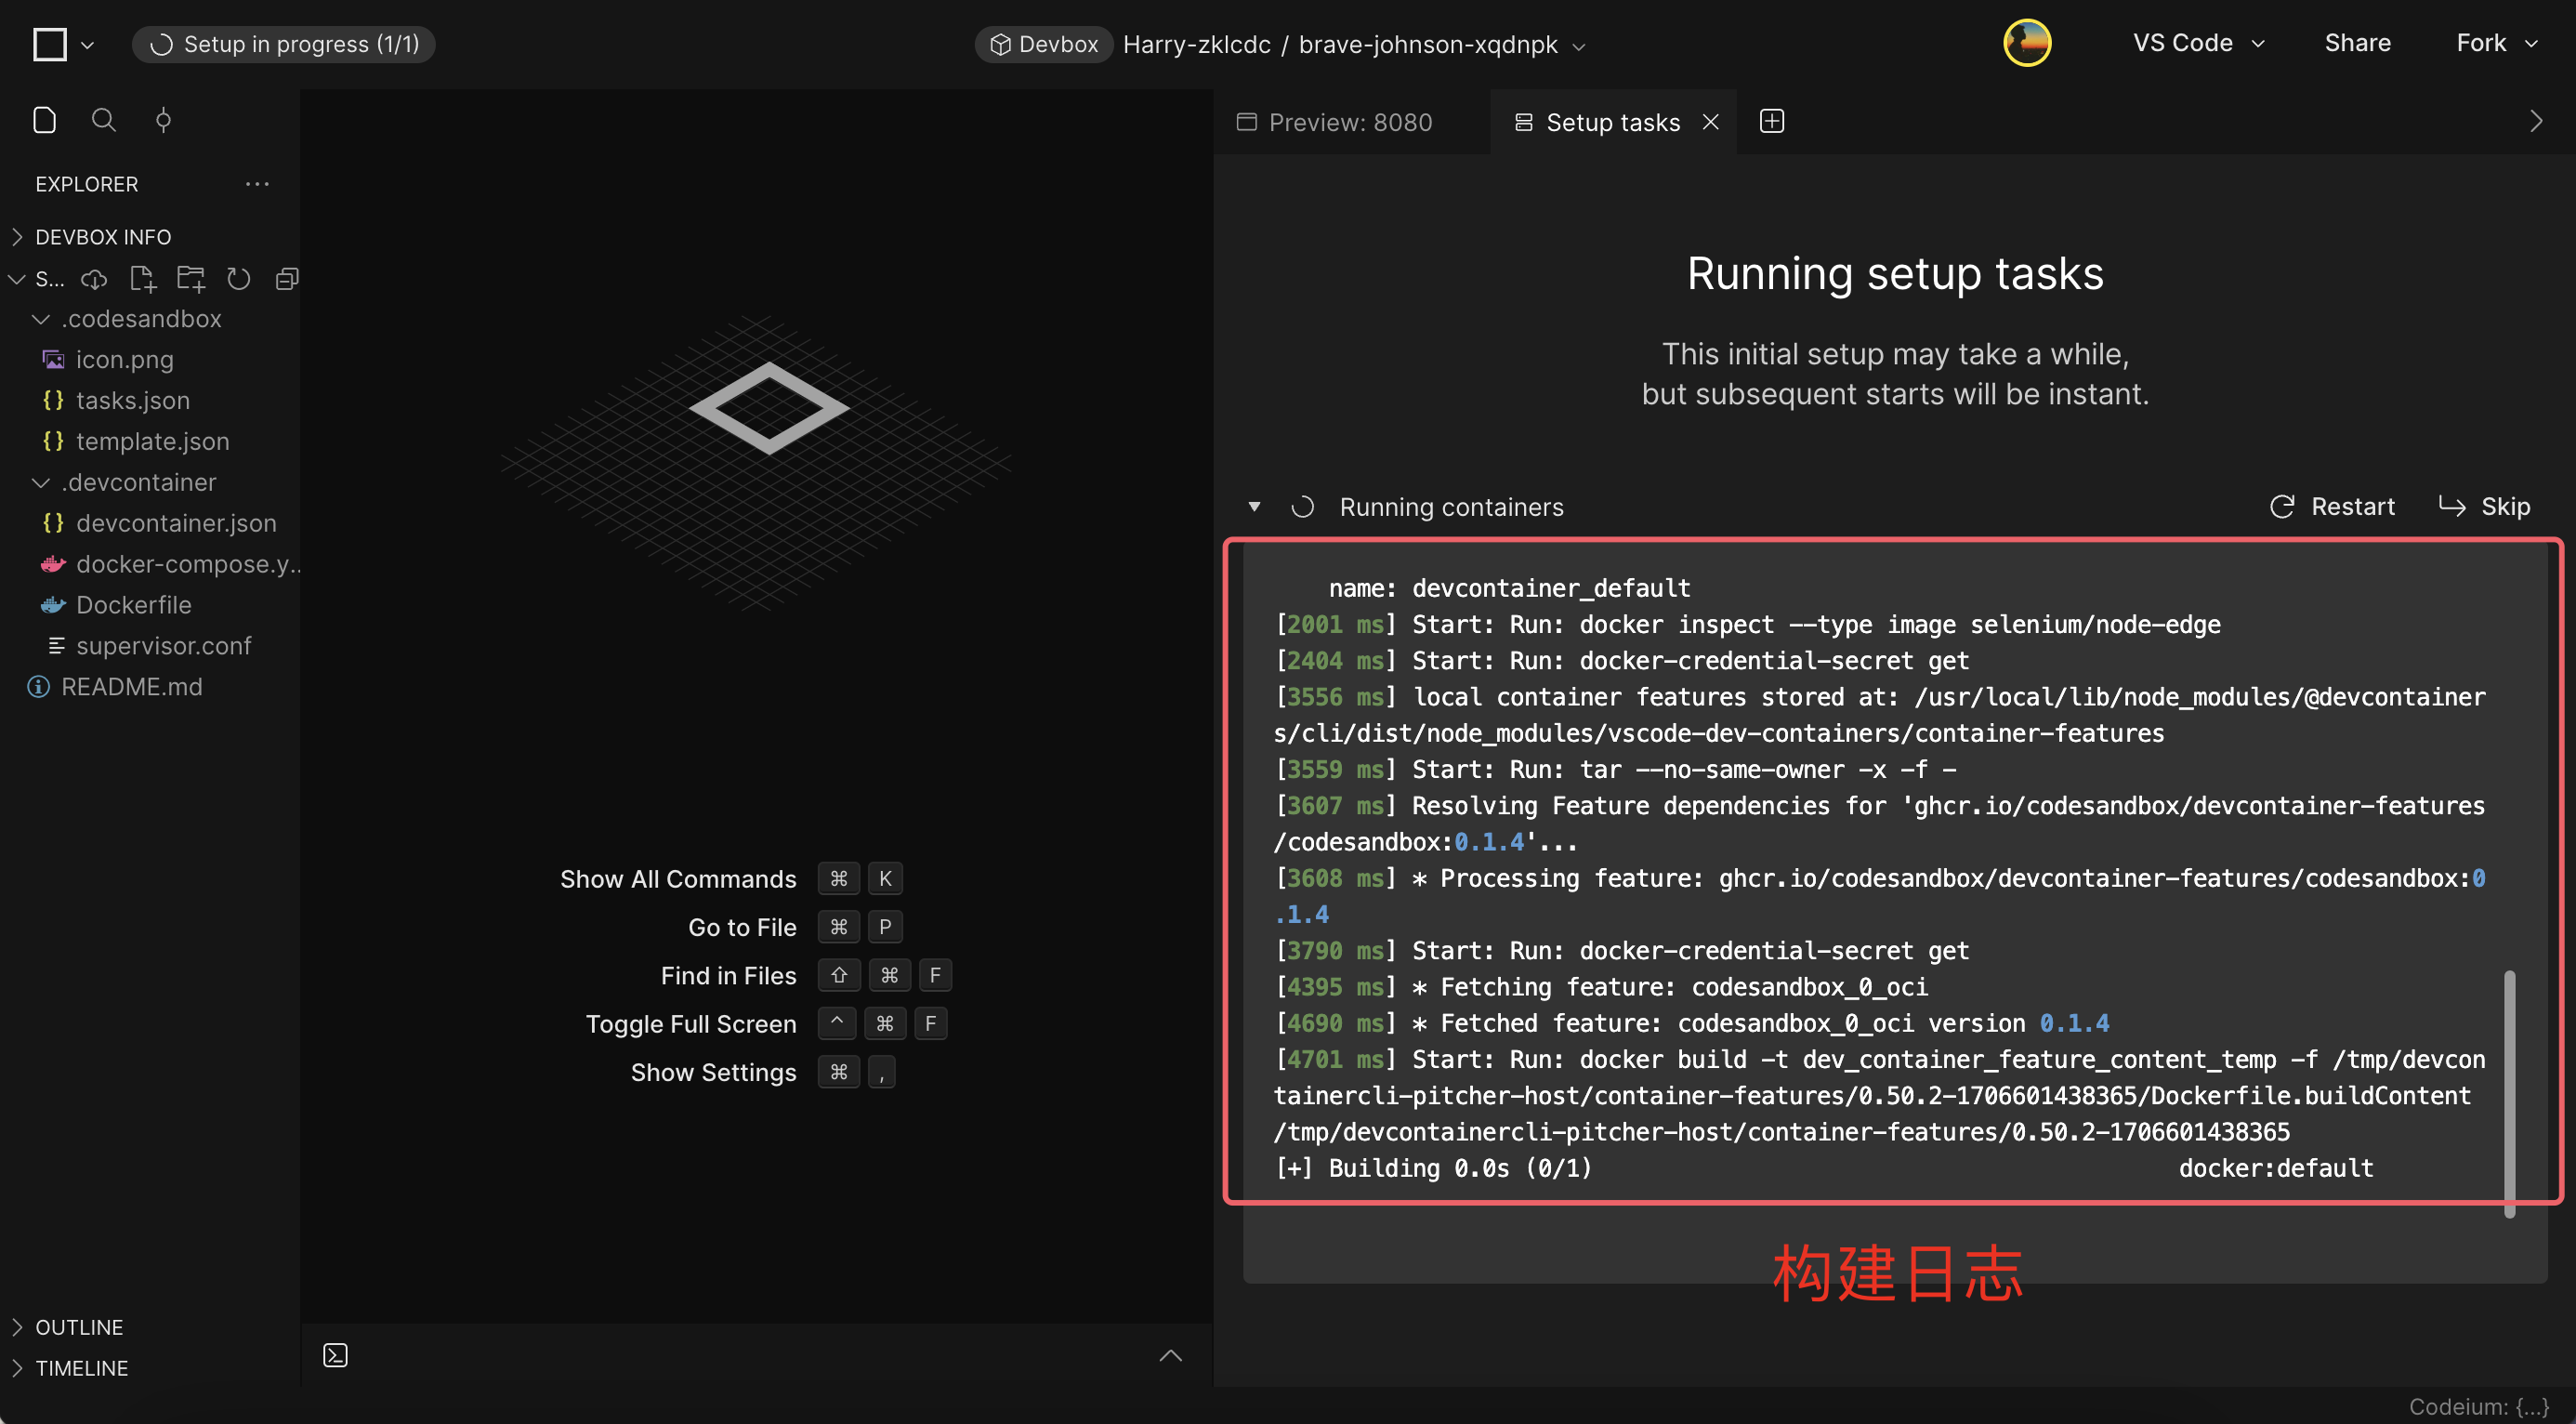 Setup in progress (1/1)
Devbox Harry-zklcdc / brave-johnson-xqdnpk
VS Code
Share
Fork
EXPLORER
DEVBOX INFO
S...
.codesandbox
icon.png
tasks.json
template.json
.devcontainer
devcontainer.json
docker-compose.y..
Dockerfile
supervisor.conf
README.md
OUTLINE
TIMELINE
Show All Commands ⌘ K
Go to File ⌘ P
Find in Files ⇧ ⌘ F
Toggle Full Screen ^ ⌘ F
Show Settings ⌘ ,
Preview: 8080
Setup tasks
Running setup tasks
This initial setup may take a while,
but subsequent starts will be instant.
Running containers
Restart
Skip
name: devcontainer_default
[2001 ms] Start: Run: docker inspect --type image selenium/node-edge
[2404 ms] Start: Run: docker-credential-secret get
[3556 ms] local container features stored at: /usr/local/lib/node_modules/@devcontainer
s/cli/dist/node_modules/vscode-dev-containers/container-features
[3559 ms] Start: Run: tar --no-same-owner -x -f -
[3607 ms] Resolving Feature dependencies for 'ghcr.io/codesandbox/devcontainer-features
/codesandbox:0.1.4'...
[3608 ms] * Processing feature: ghcr.io/codesandbox/devcontainer-features/codesandbox:0
.1.4
[3790 ms] Start: Run: docker-credential-secret get
[4395 ms] * Fetching feature: codesandbox_0_oci
[4690 ms] * Fetched feature: codesandbox_0_oci version 0.1.4
[4701 ms] Start: Run: docker build -t dev_container_feature_content_temp -f /tmp/devcon
tainercli-pitcher-host/container-features/0.50.2-1706601438365/Dockerfile.buildContent
/tmp/devcontainercli-pitcher-host/container-features/0.50.2-1706601438365
[+] Building 0.0s (0/1) docker:default
构建日志
Codeium: {...}